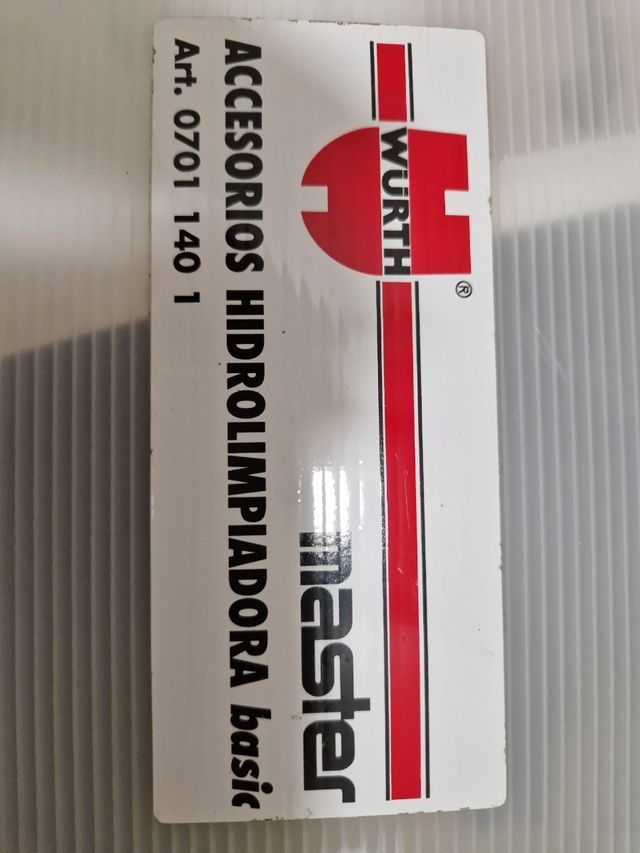 WÜRTH®
master
ACCESORIOS HIDROLIMPIADORA basic
Art. 0701 140 1